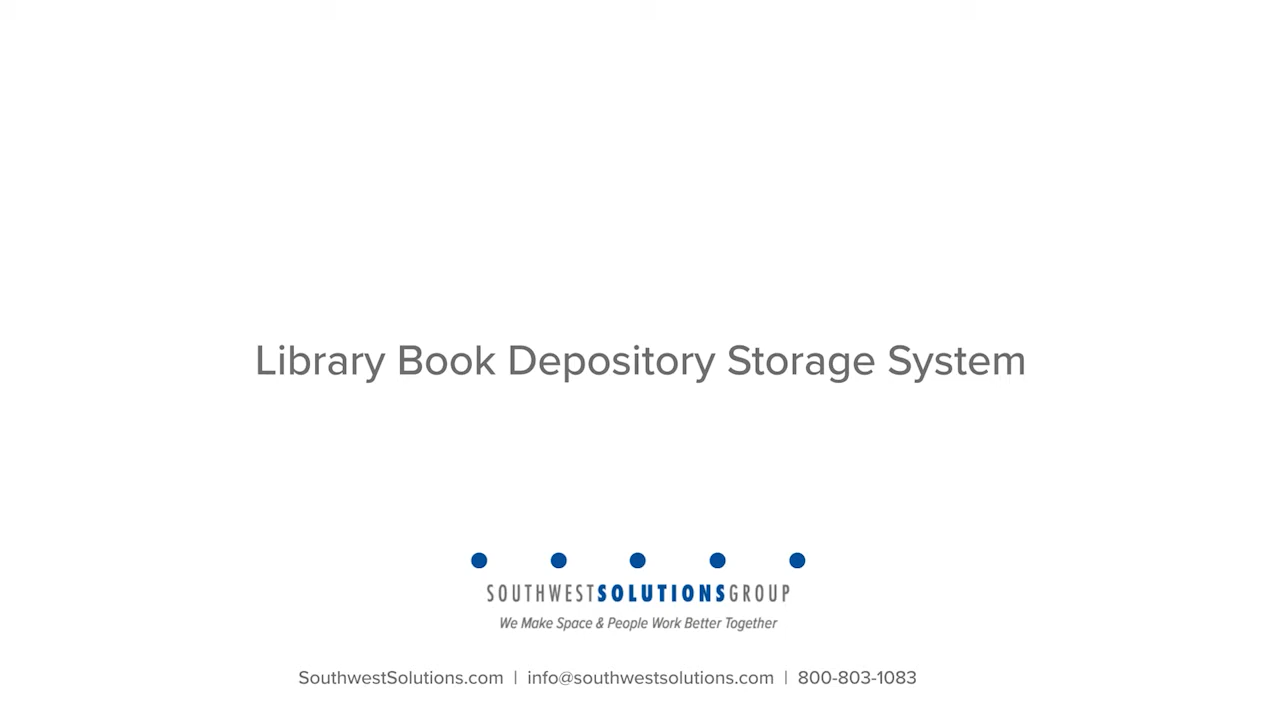 Library Book Depository Storage System
SOUTHWESTSOLUTIONSGROUP
We Make Space & People Work Better Together
SouthwestSolutions.com | info@southwestsolutions.com | 800-803-1083